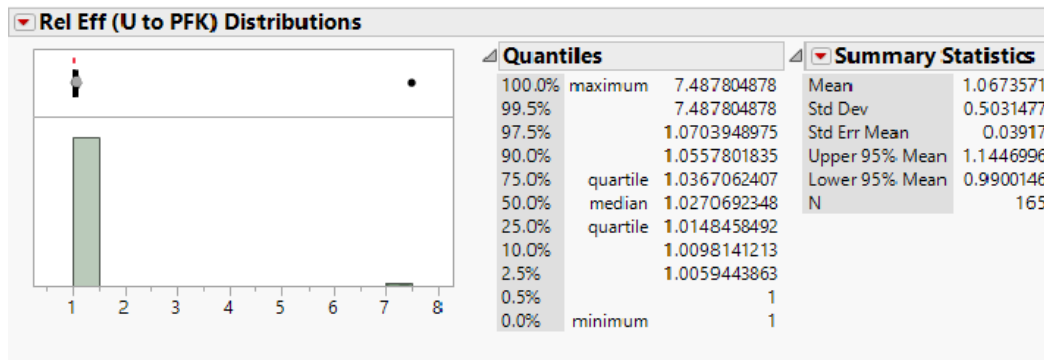 Rel Eff (U to PFK) Distributions
Quantiles
100.0% maximum 7.487804878
99.5% 7.487804878
97.5% 1.0703948975
90.0% 1.0557801835
75.0% quartile 1.0367062407
50.0% median 1.0270692348
25.0% quartile 1.0148458492
10.0% 1.0098141213
2.5% 1.0059443863
0.5% 1
0.0% minimum 1
Summary Statistics
Mean 1.0673571
Std Dev 0.5031477
Std Err Mean 0.03917
Upper 95% Mean 1.1446996
Lower 95% Mean 0.9900146
N 165
1 2 3 4 5 6 7 8